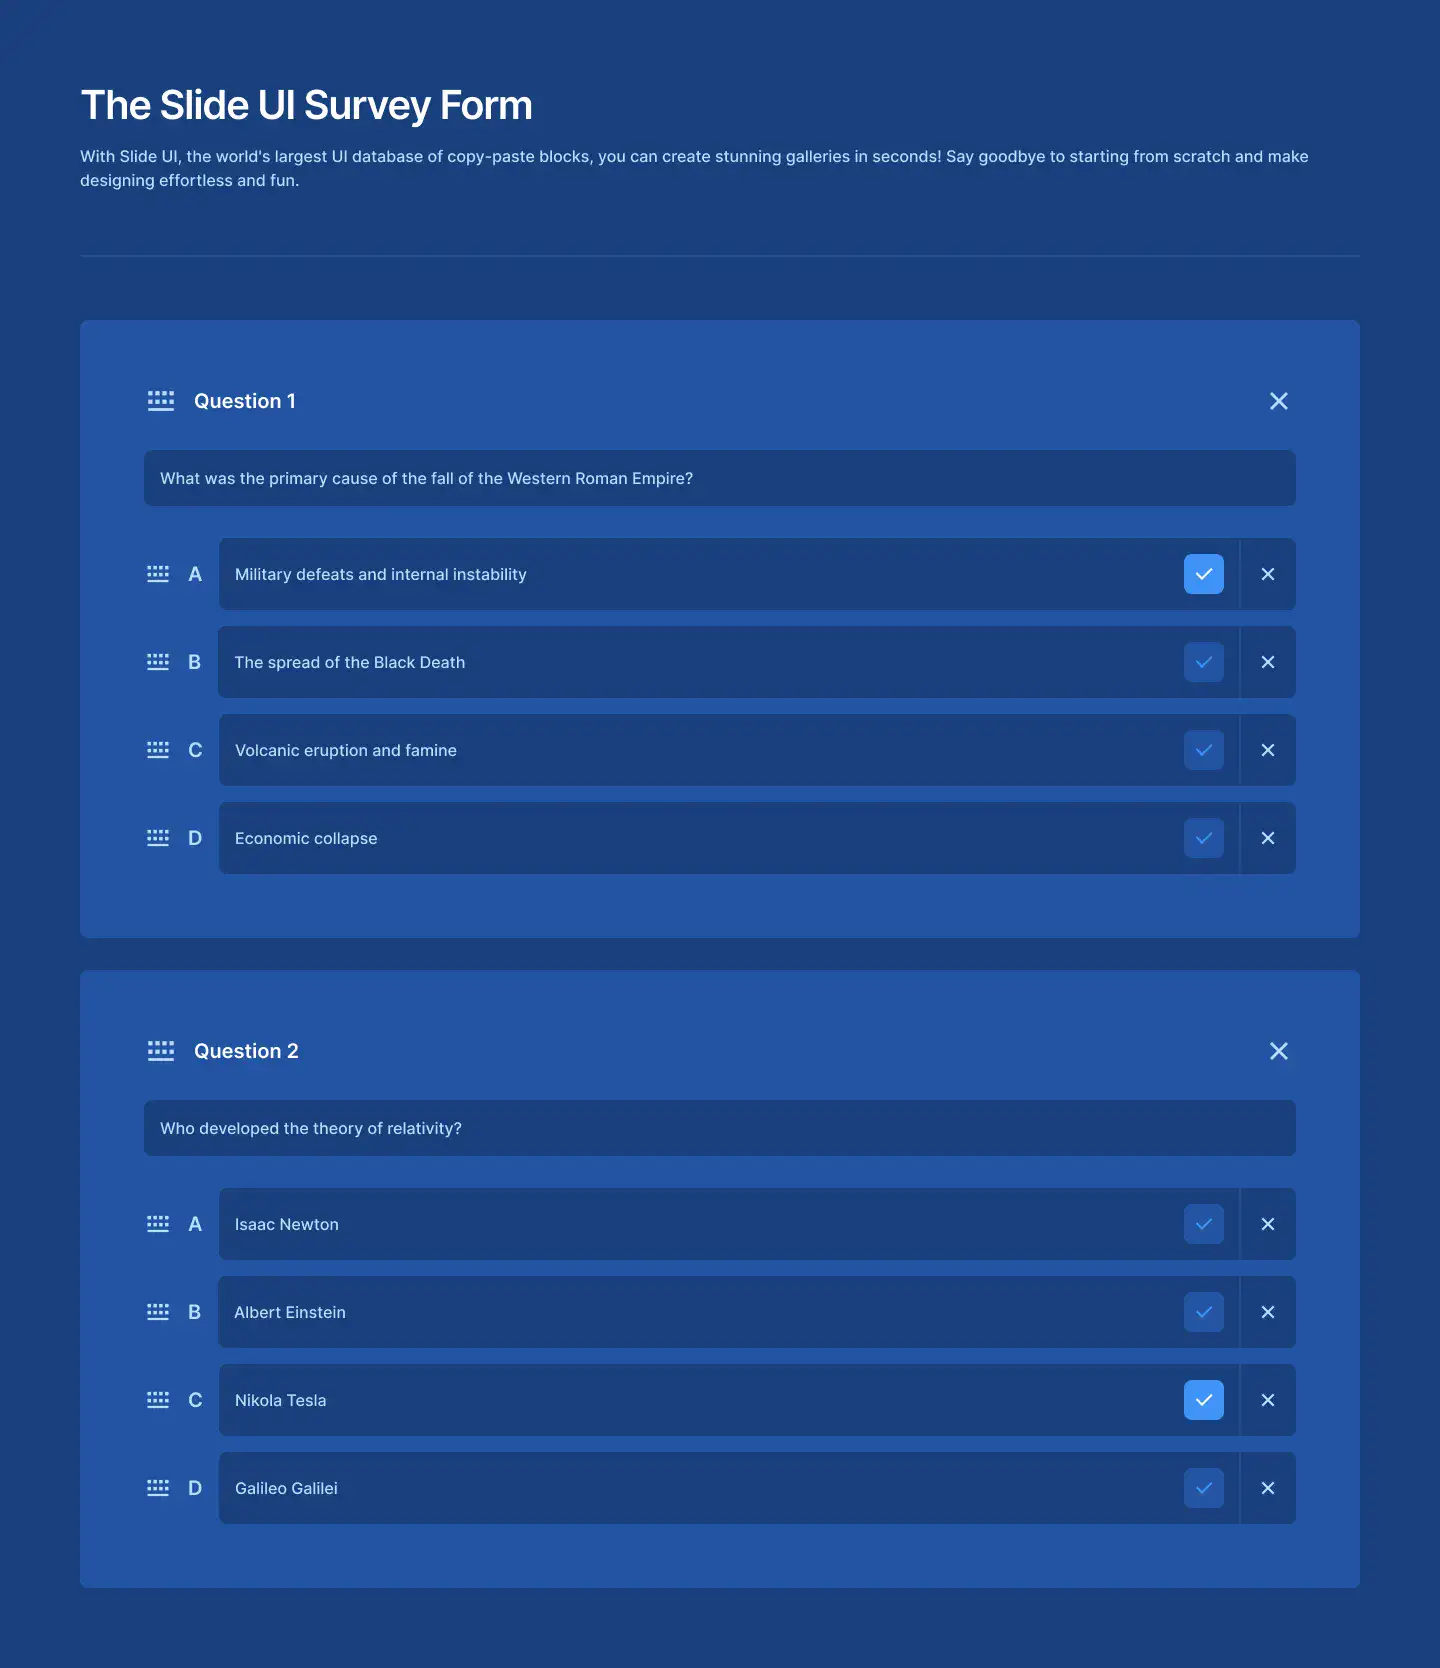 The Slide UI Survey Form
With Slide UI, the world's largest UI database of copy-paste blocks, you can create stunning galleries in seconds! Say goodbye to starting from scratch and make
designing effortless and fun.
Question 1
What was the primary cause of the fall of the Western Roman Empire?
A Military defeats and internal instability
B The spread of the Black Death
C Volcanic eruption and famine
D Economic collapse
Question 2
Who developed the theory of relativity?
A Isaac Newton
B Albert Einstein
C Nikola Tesla
D Galileo Galilei